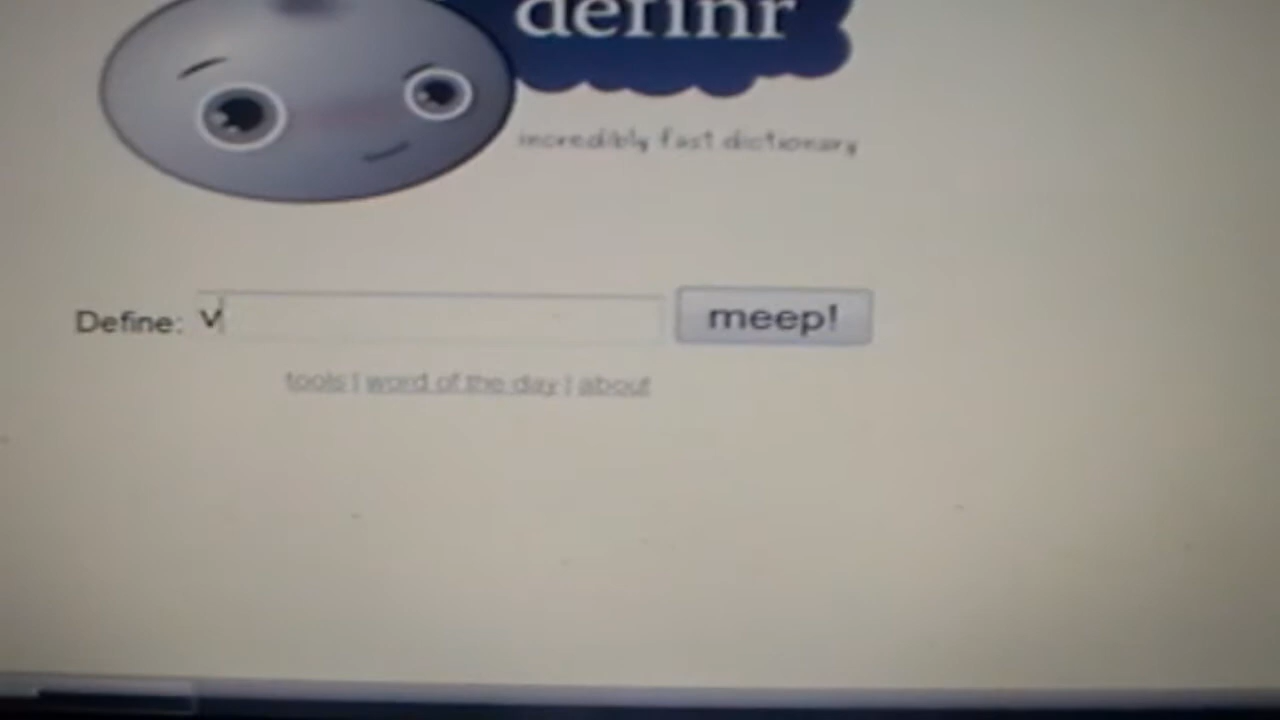 definr
incredibly fast dictionary
Define: v meep!
tools | word of the day | about